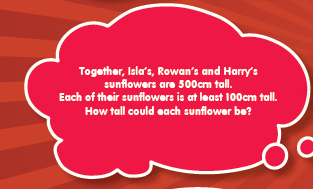 Together, Isla's, Rowan's and Harry's
sunflowers are 500cm tall.
Each of their sunflowers is at least 100cm tall.
How tall could each sunflower be?